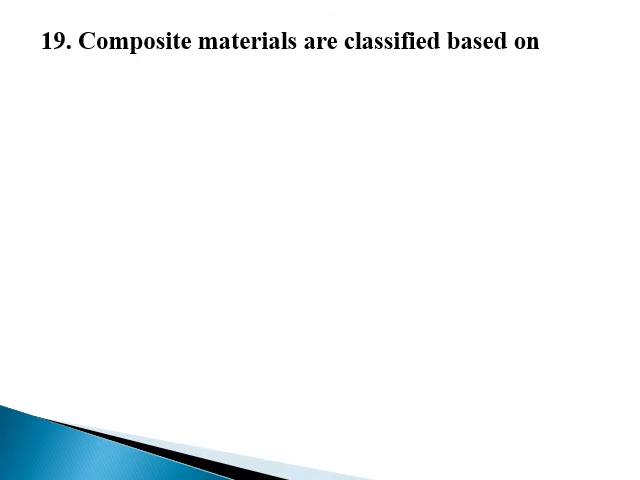 19. Composite materials are classified based on